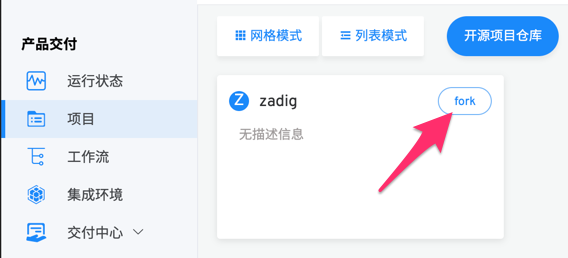 产品交付
运行状态
项目
工作流
集成环境
交付中心
网格模式
列表模式
开源项目仓库
Z zadig
fork
无描述信息